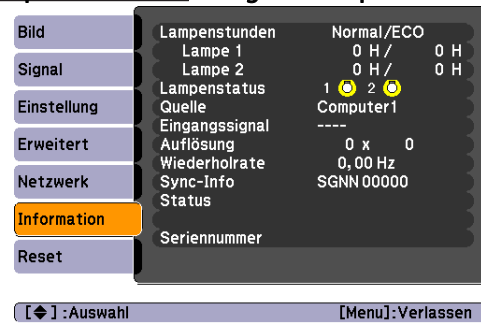 Bild
Signal
Einstellung
Erweitert
Netzwerk
Information
Reset
Lampenstunden Normal/ECO
Lampe 1 0 H / 0 H
Lampe 2 0 H / 0 H
Lampenstatus 1 2
Quelle Computer1
Eingangssignal ----
Auflösung 0 x 0
Wiederholrate 0,00 Hz
Sync-Info SGNN 00000
Status
Seriennummer
[ ] :Auswahl [Menu]:Verlassen